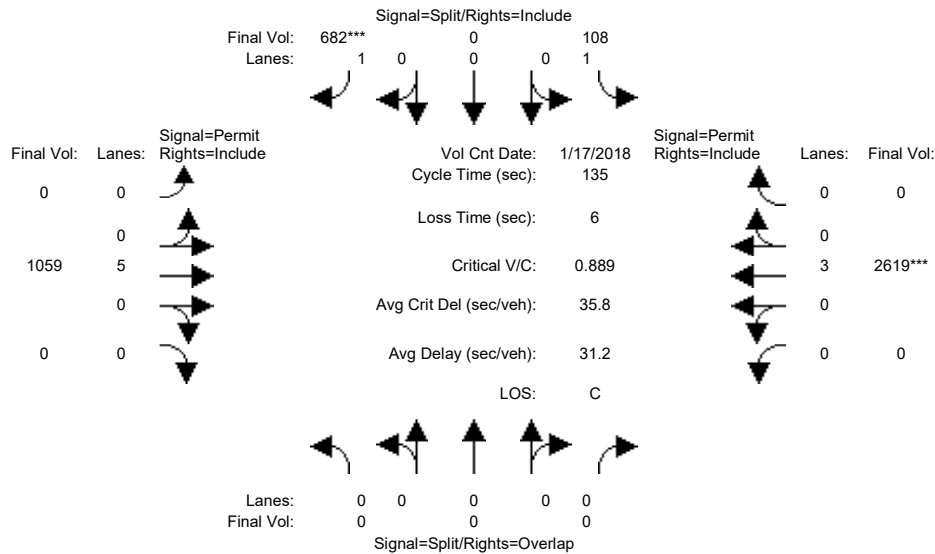 Signal=Split/Rights=Include
Final Vol: 682*** 0 108
Lanes: 1 0 0 0 1
Signal=Permit
Final Vol: Lanes: Rights=Include
Vol Cnt Date: 1/17/2018
Signal=Permit
Rights=Include Lanes: Final Vol:
Cycle Time (sec): 135
0 0
0 0
Loss Time (sec): 6
0
0
1059 5
Critical V/C: 0.889
3 2619***
0
Avg Crit Del (sec/veh): 35.8
0
0 0
Avg Delay (sec/veh): 31.2
0 0
LOS: C
Lanes: 0 0 0 0 0
Final Vol: 0 0 0
Signal=Split/Rights=Overlap